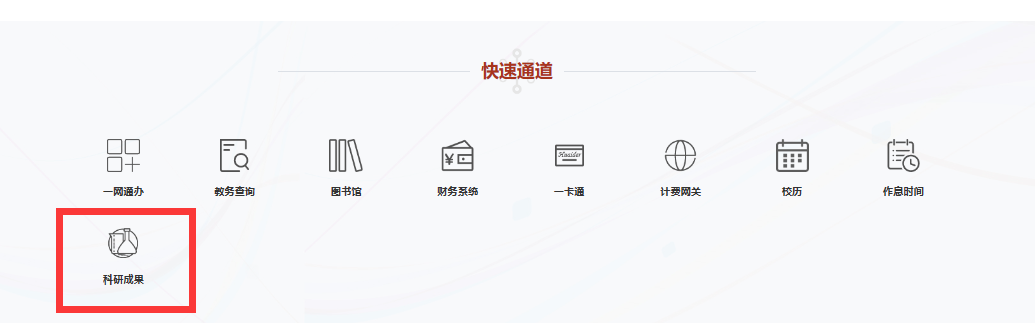 快速通道
一网通办
教务查询
图书馆
财务系统
Husider
一卡通
计费网关
校历
作息时间
科研成果